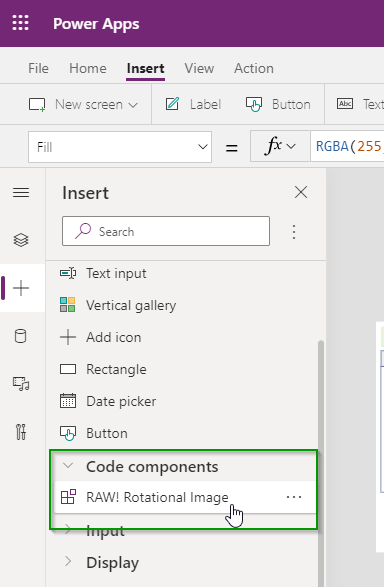 Power Apps
File Home Insert View Action
New screen Label Button Text
Fill = fx RGBA(255,
Insert
Search
Text input
Vertical gallery
Add icon
Rectangle
Date picker
Button
Code components
RAW! Rotational Image
Input
Display